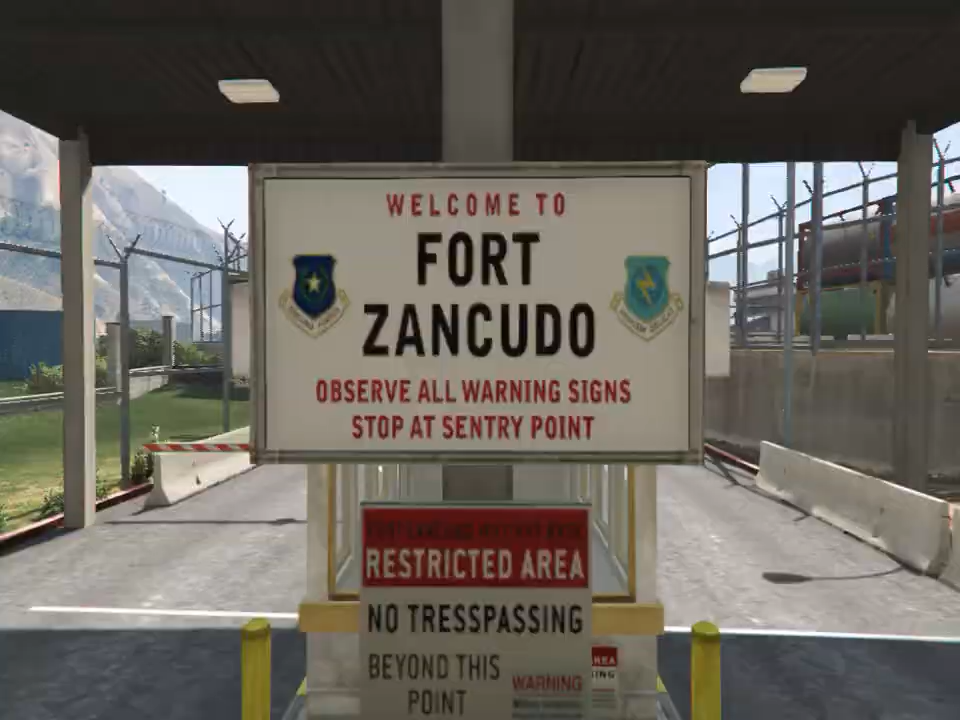 WELCOME TO
FORT
ZANCUDO
OBSERVE ALL WARNING SIGNS
STOP AT SENTRY POINT
RESTRICTED AREA
NO TRESSPASSING
BEYOND THIS
POINT
WARNING